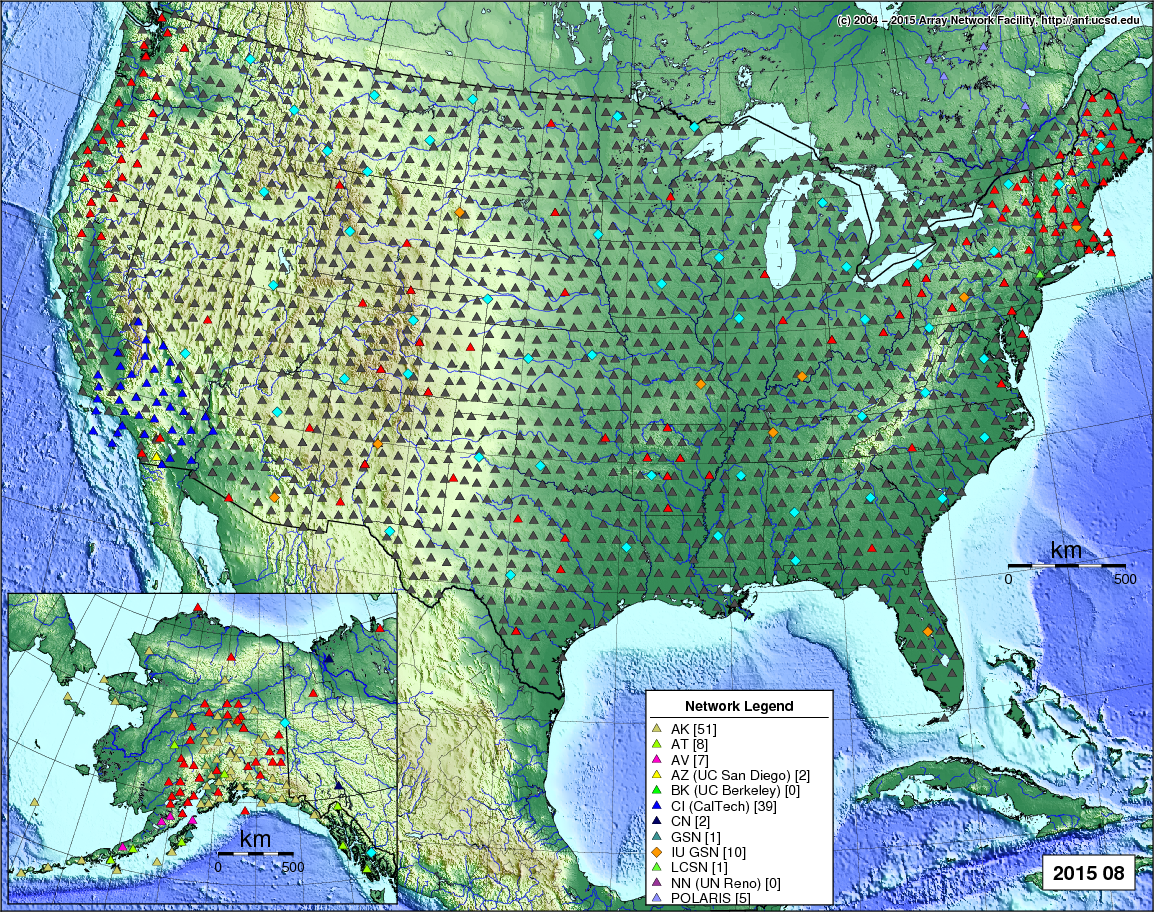 (c) 2004 – 2015 Array Network Facility, http://anf.ucsd.edu
km
0 500
km
0 500
Network Legend
AK [51]
AT [8]
AV [7]
AZ (UC San Diego) [2]
BK (UC Berkeley) [0]
CI (CalTech) [39]
CN [2]
GSN [1]
IU GSN [10]
LCSN [1]
NN (UN Reno) [0]
POLARIS [5]
2015 08